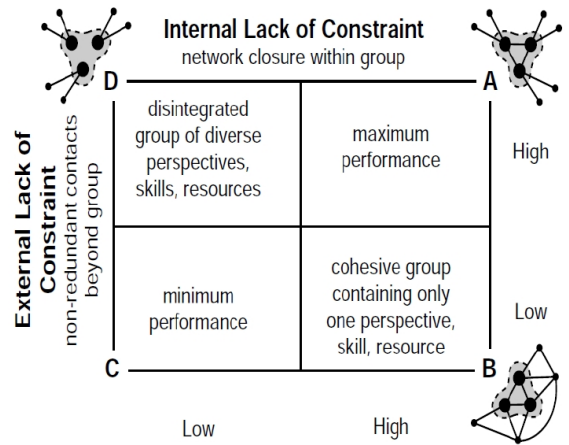 Internal Lack of Constraint
network closure within group
D
A
External Lack of
Constraint
non-redundant contacts
beyond group
disintegrated
group of diverse
perspectives,
skills, resources
maximum
performance
High
minimum
performance
cohesive group
containing only
one perspective,
skill, resource
Low
C
B
Low
High